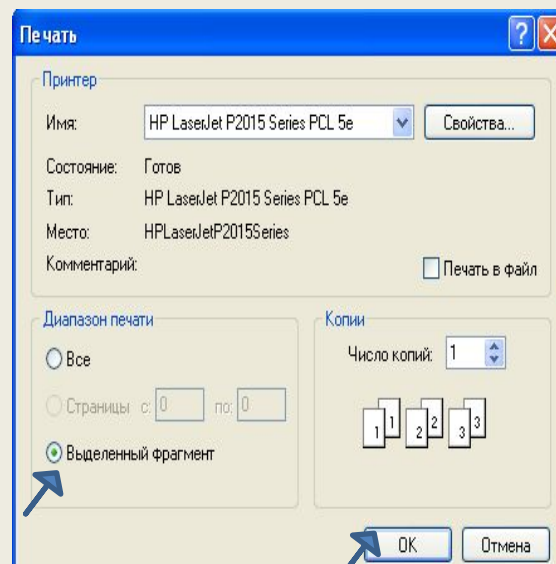 Печать
Принтер
Имя: HP LaserJet P2015 Series PCL 5e Свойства...
Состояние: Готов
Тип: HP LaserJet P2015 Series PCL 5e
Место: HPLaserJetP2015Series
Комментарий: Печать в файл
Диапазон печати
Все
Страницы с: 0 по: 0
Выделенный фрагмент
Копии
Число копий: 1
1 1 2 2 3 3
OK Отмена